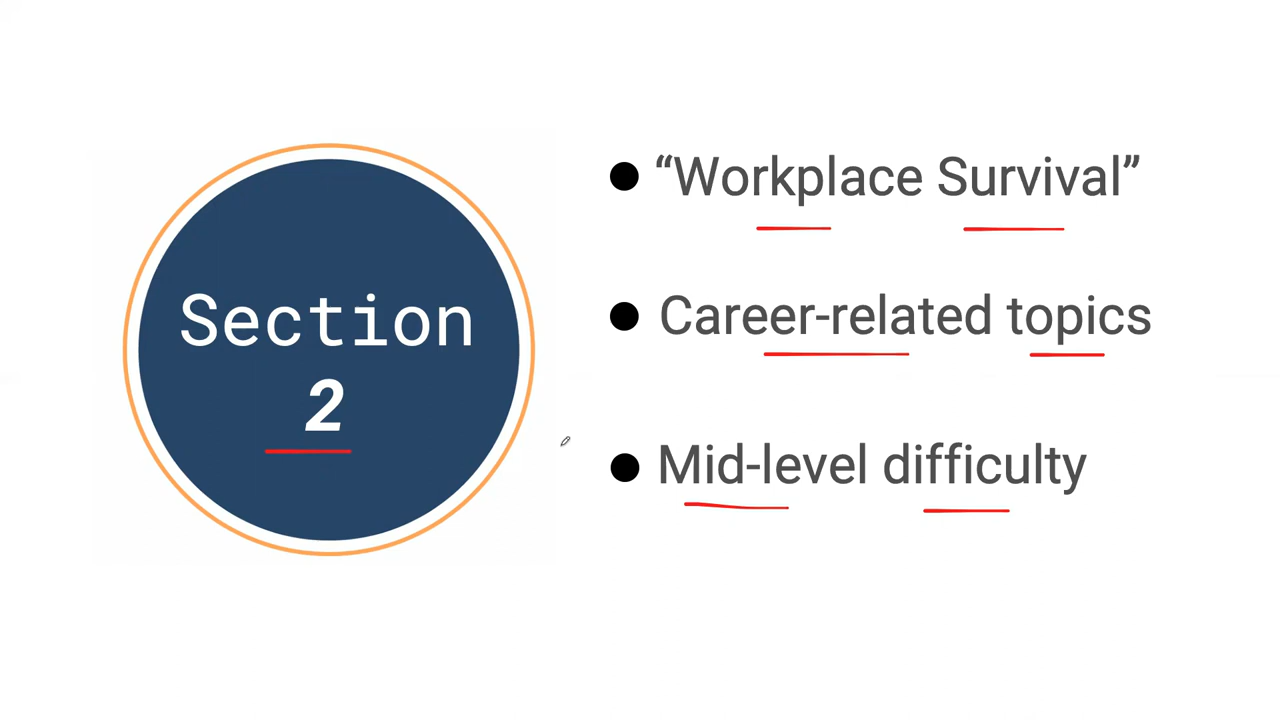 Section
2
“Workplace Survival”
Career-related topics
Mid-level difficulty